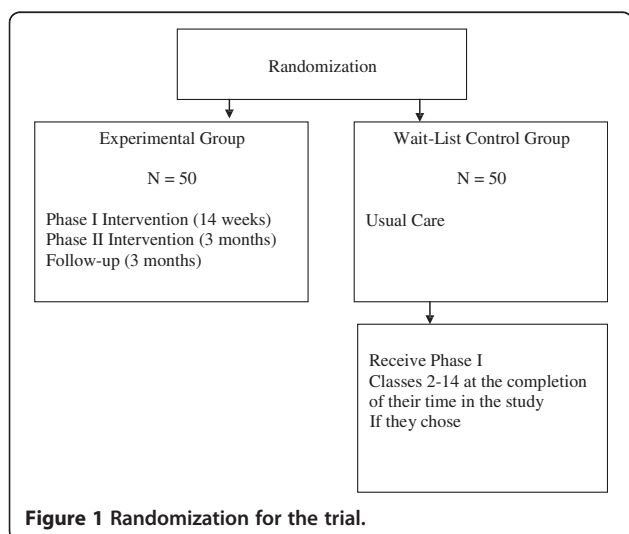 Randomization
Experimental Group
N = 50
Phase I Intervention (14 weeks)
Phase II Intervention (3 months)
Follow-up (3 months)
Wait-List Control Group
N = 50
Usual Care
Receive Phase I
Classes 2-14 at the completion
of their time in the study
If they chose
Figure 1 Randomization for the trial.